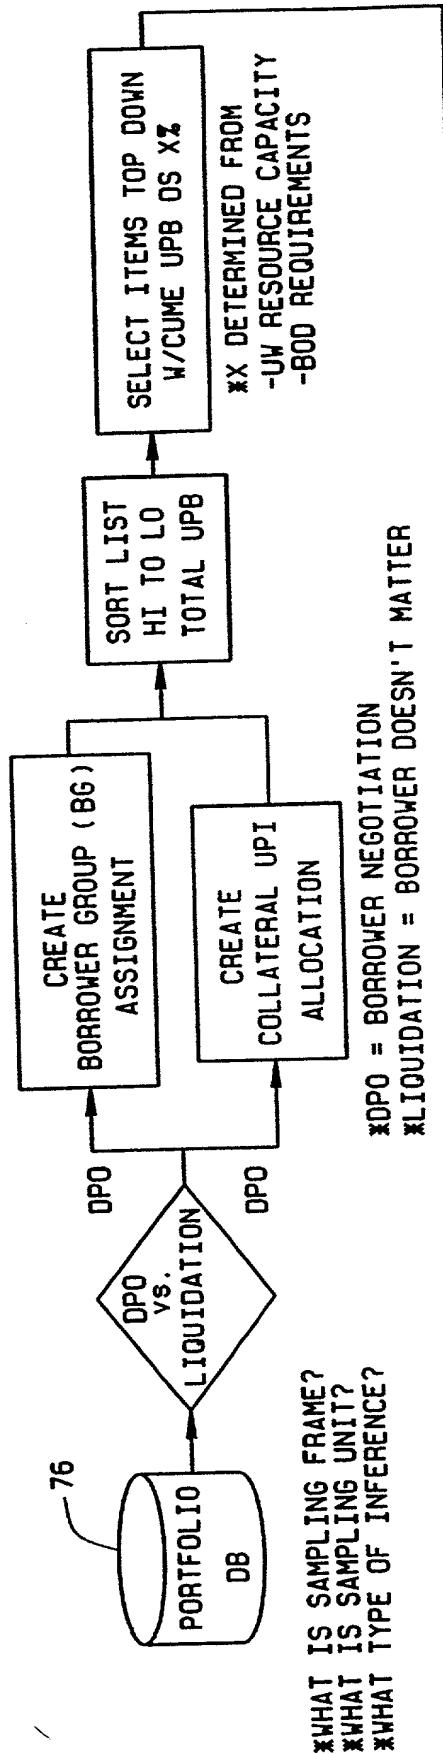 76
PORTFOLIO
DB
*WHAT IS SAMPLING FRAME?
*WHAT IS SAMPLING UNIT?
*WHAT TYPE OF INFERENCE?
DPO
vs.
LIQUIDATION
DPO
DPO
CREATE
BORROWER GROUP (BG)
ASSIGNMENT
CREATE
COLLATERAL UPI
ALLOCATION
*DPO = BORROWER NEGOTIATION
*LIQUIDATION = BORROWER DOESN'T MATTER
SORT LIST
HI TO LO
TOTAL UPB
SELECT ITEMS TOP DOWN
W/CUME UPB OS X%
*X DETERMINED FROM
-UW RESOURCE CAPACITY
-BOD REQUIREMENTS